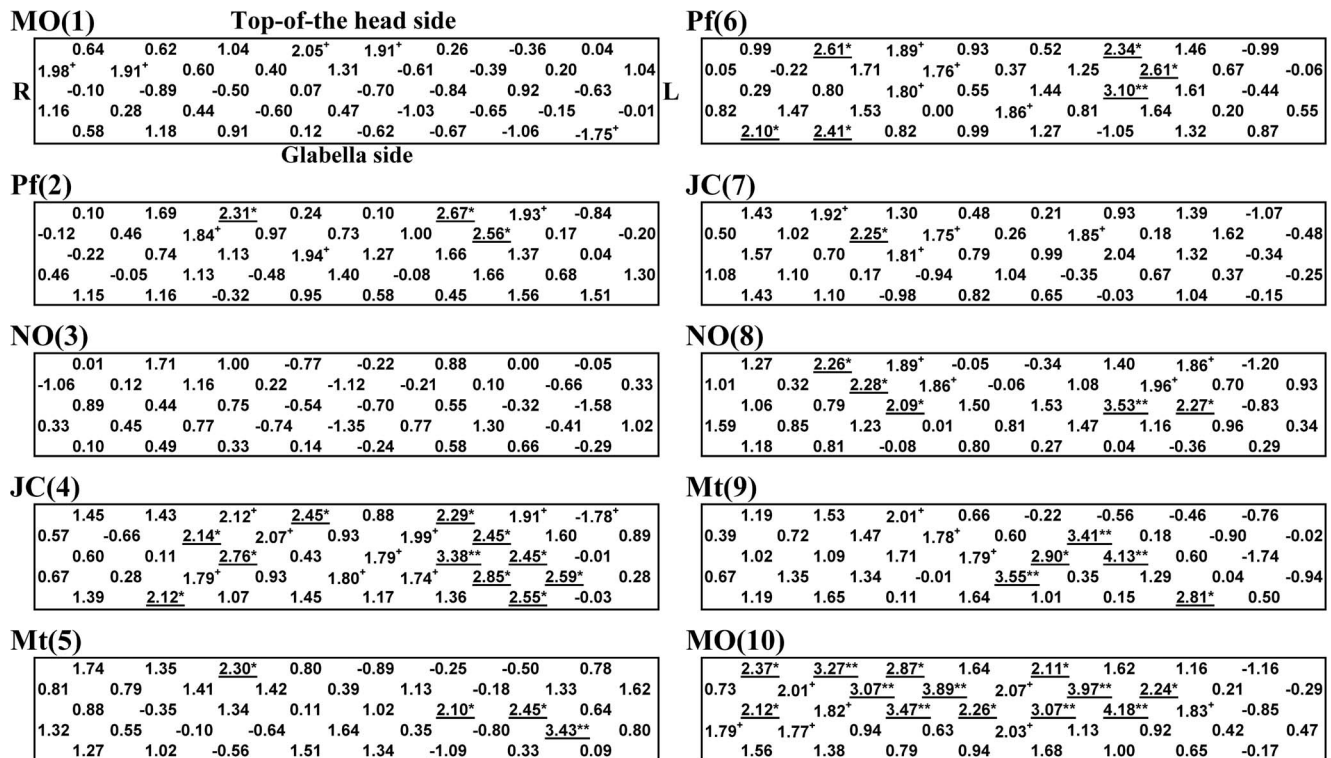 MO(1)
Top-of-the head side
0.64 0.62 1.04 2.05⁺ 1.91⁺ 0.26 -0.36 0.04
1.98⁺ 1.91⁺ 0.60 0.40 1.31 -0.61 -0.39 0.20 1.04
R -0.10 -0.89 -0.50 0.07 -0.70 -0.84 0.92 -0.63 L
1.16 0.28 0.44 -0.60 0.47 -1.03 -0.65 -0.15 -0.01
0.58 1.18 0.91 0.12 -0.62 -0.67 -1.06 -1.75⁺
Glabella side
Pf(2)
0.10 1.69 2.31* 0.24 0.10 2.67* 1.93⁺ -0.84
-0.12 0.46 1.84⁺ 0.97 0.73 1.00 2.56* 0.17 -0.20
-0.22 0.74 1.13 1.94⁺ 1.27 1.66 1.37 0.04
0.46 -0.05 1.13 -0.48 1.40 -0.08 1.66 0.68 1.30
1.15 1.16 -0.32 0.95 0.58 0.45 1.56 1.51
NO(3)
0.01 1.71 1.00 -0.77 -0.22 0.88 0.00 -0.05
-1.06 0.12 1.16 0.22 -1.12 -0.21 0.10 -0.66 0.33
0.89 0.44 0.75 -0.54 -0.70 0.55 -0.32 -1.58
0.33 0.45 0.77 -0.74 -1.35 0.77 1.30 -0.41 1.02
0.10 0.49 0.33 0.14 -0.24 0.58 0.66 -0.29
JC(4)
1.45 1.43 2.12⁺ 2.45* 0.88 2.29* 1.91⁺ -1.78⁺
0.57 -0.66 2.14* 2.07⁺ 0.93 1.99⁺ 2.45* 1.60 0.89
0.60 0.11 2.76* 0.43 1.79⁺ 3.38** 2.45* -0.01
0.67 0.28 1.79⁺ 0.93 1.80⁺ 1.74⁺ 2.85* 2.59* 0.28
1.39 2.12* 1.07 1.45 1.17 1.36 2.55* -0.03
Mt(5)
1.74 1.35 2.30* 0.80 -0.89 -0.25 -0.50 0.78
0.81 0.79 1.41 1.42 0.39 1.13 -0.18 1.33 1.62
0.88 -0.35 1.34 0.11 1.02 2.10* 2.45* 0.64
1.32 0.55 -0.10 -0.64 1.64 0.35 -0.80 3.43** 0.80
1.27 1.02 -0.56 1.51 1.34 -1.09 0.33 0.09
Pf(6)
0.99 2.61* 1.89⁺ 0.93 0.52 2.34* 1.46 -0.99
0.05 -0.22 1.71 1.76⁺ 0.37 1.25 2.61* 0.67 -0.06
0.29 0.80 1.80⁺ 0.55 1.44 3.10** 1.61 -0.44
0.82 1.47 1.53 0.00 1.86⁺ 0.81 1.64 0.20 0.55
2.10* 2.41* 0.82 0.99 1.27 -1.05 1.32 0.87
JC(7)
1.43 1.92⁺ 1.30 0.48 0.21 0.93 1.39 -1.07
0.50 1.02 2.25* 1.75⁺ 0.26 1.85⁺ 0.18 1.62 -0.48
1.57 0.70 1.81⁺ 0.79 0.99 2.04 1.32 -0.34
1.08 1.10 0.17 -0.94 1.04 -0.35 0.67 0.37 -0.25
1.43 1.10 -0.98 0.82 0.65 -0.03 1.04 -0.15
NO(8)
1.27 2.26* 1.89⁺ -0.05 -0.34 1.40 1.86⁺ -1.20
1.01 0.32 2.28* 1.86⁺ -0.06 1.08 1.96⁺ 0.70 0.93
1.06 0.79 2.09* 1.50 1.53 3.53** 2.27* -0.83
1.59 0.85 1.23 0.01 0.81 1.47 1.16 0.96 0.34
1.18 0.81 -0.08 0.80 0.27 0.04 -0.36 0.29
Mt(9)
1.19 1.53 2.01⁺ 0.66 -0.22 -0.56 -0.46 -0.76
0.39 0.72 1.47 1.78⁺ 0.60 3.41** 0.18 -0.90 -0.02
1.02 1.09 1.71 1.79⁺ 2.90* 4.13** 0.60 -1.74
0.67 1.35 1.34 -0.01 3.55** 0.35 1.29 0.04 -0.94
1.19 1.65 0.11 1.64 1.01 0.15 2.81* 0.50
MO(10)
2.37* 3.27** 2.87* 1.64 2.11* 1.62 1.16 -1.16
0.73 2.01⁺ 3.07** 3.89** 2.07⁺ 3.97** 2.24* 0.21 -0.29
2.12* 1.82⁺ 3.47** 2.26* 3.07** 4.18** 1.83⁺ -0.85
1.79⁺ 1.77⁺ 0.94 0.63 2.03⁺ 1.13 0.92 0.42 0.47
1.56 1.38 0.79 0.94 1.68 1.00 0.65 -0.17